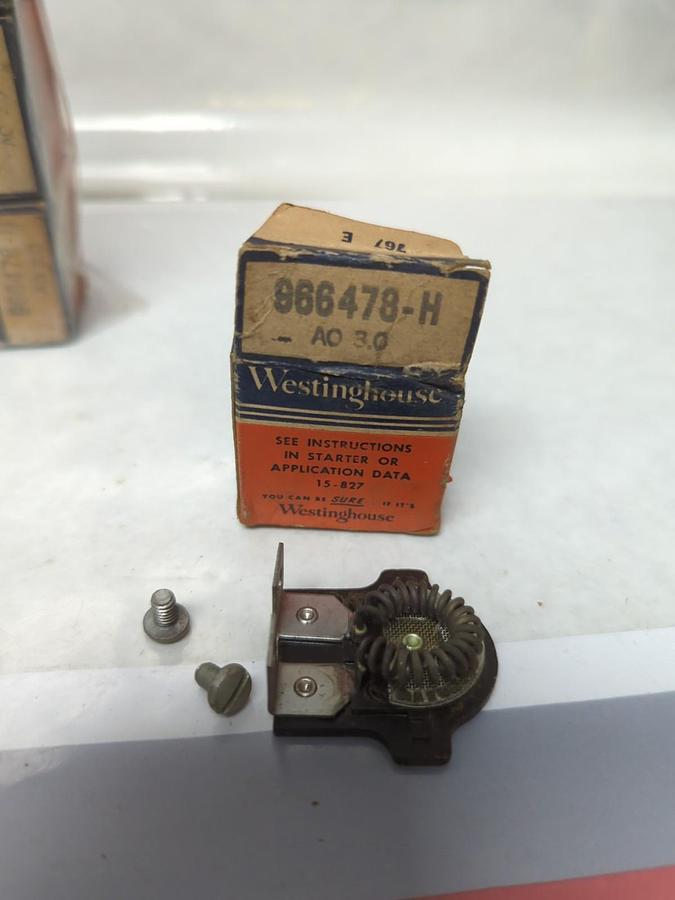 966478-H
- AO 3.0
Westinghouse
SEE INSTRUCTIONS
IN STARTER OR
APPLICATION DATA
15-827
YOU CAN BE SURE .. IF IT'S
Westinghouse